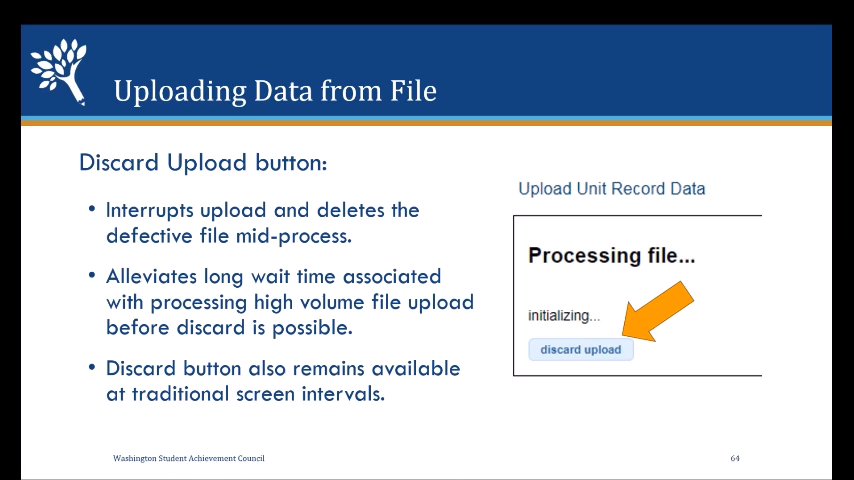 Uploading Data from File
Discard Upload button:
• Interrupts upload and deletes the
defective file mid-process.
• Alleviates long wait time associated
with processing high volume file upload
before discard is possible.
• Discard button also remains available
at traditional screen intervals.
Upload Unit Record Data
Processing file...
initializing...
discard upload
Washington Student Achievement Council
64